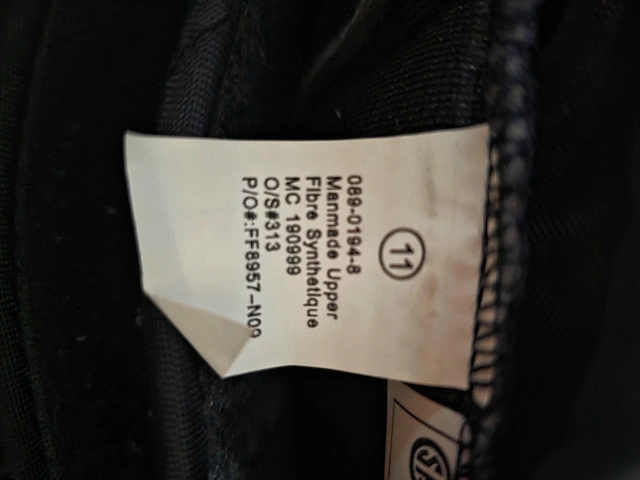 11
089-0194-8
Manmade Upper
Fibre Synthetique
MC 190999
O/S#313
P/O#:FF8957-N09